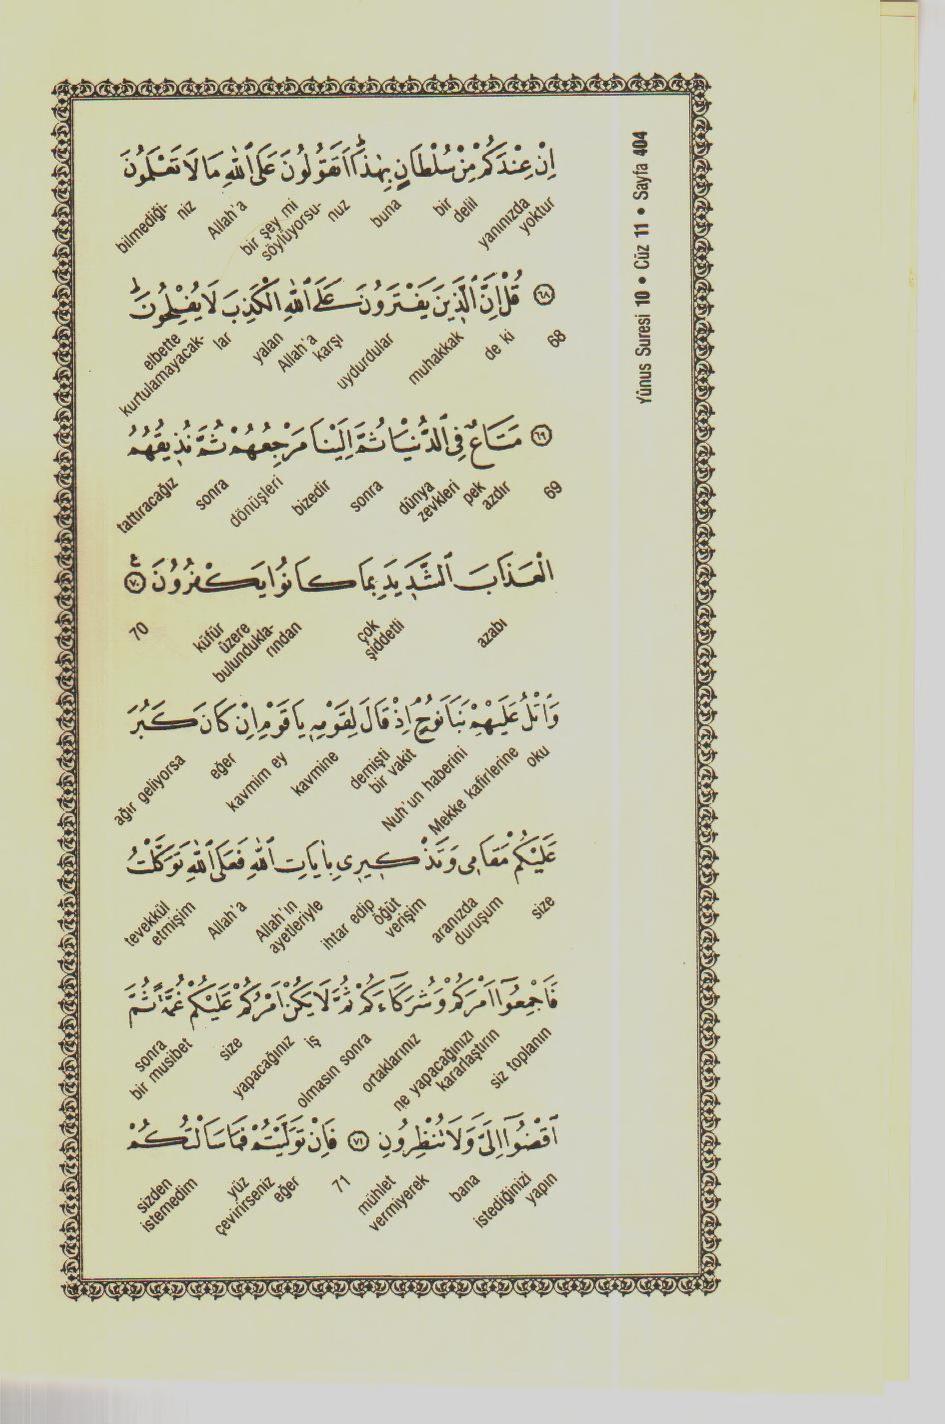 Yûnus Suresi 10 • Cüz 11 • Sayfa 404
اِنْ عِنْدَكُمْ مِنْ سُلْطَانٍ بِهٰذَاۜ اَتَقُولُونَ عَلَى اللّٰهِ مَا لَا تَعْلَمُونَ
yanınızda yoktur bir delil buna söylüyorsu-nuz bir şey mi Allah'a bilmediği-niz
﴿٦٨﴾ قُلْ اِنَّ الَّذِينَ يَفْتَرُونَ عَلَى اللّٰهِ الْكَذِبَ لَا يُفْلِحُونَۜ
68 de ki muhakkak uydurdular Allah'a karşı yalan elbette kurtulamayacak-lar
﴿٦٩﴾ مَتَاعٌ فِي الدُّنْيَا ثُمَّ اِلَيْنَا مَرْجِعُهُمْ ثُمَّ نُذِيقُهُمُ
69 pek azdır dünya zevkleri sonra bizedir dönüşleri sonra tattıracağız
الْعَذَابَ الشَّدِيدَ بِمَا كَانُوا يَكْفُرُونَ ﴿٧٠﴾ ع
azabı çok şiddetli küfür üzere bulundukla-rından 70
وَاتْلُ عَلَيْهِمْ نَبَاَ نُوحٍۢ اِذْ قَالَ لِقَوْمِهِ يَا قَوْمِ اِنْ كَانَ كَبُرَ
oku Mekke kafirlerine Nuh'un haberini bir vakit demişti kavmine kavmim ey eğer ağır geliyorsa
عَلَيْكُمْ مَقَامِي وَتَذْكِيرِي بِاٰيَاتِ اللّٰهِ فَعَلَى اللّٰهِ تَوَكَّلْتُ
size aranızda duruşum ihtar edip öğüt verişim Allah'ın ayetleriyle Allah'a tevekkül etmişim
فَاَجْمِعُٓوا اَمْرَكُمْ وَشُرَكَٓاءَكُمْ ثُمَّ لَا يَكُنْ اَمْرُكُمْ عَلَيْكُمْ غُمَّةً ثُمَّ
siz toplanın ne yapacağınızı kararlaştırın ortaklarınız olmasın sonra iş yapacağınız size bir musibet sonra
اقْضُٓوا اِلَيَّ وَلَا تُنْظِرُونِ ﴿٧١﴾ فَاِنْ تَوَلَّيْتُمْ فَمَا سَاَلْتُكُمْ
yapın istediğinizi bana mühlet vermiyerek 71 eğer yüz çevirirseniz sizden istemedim